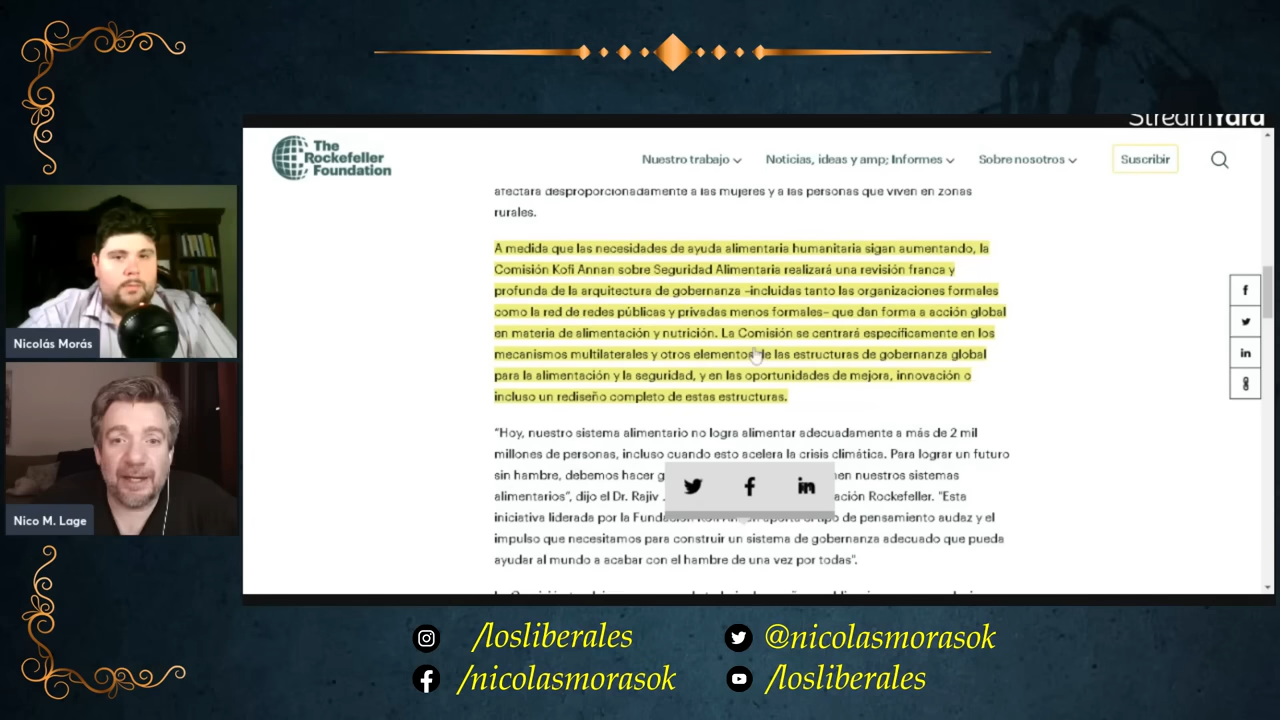 StreamYard
The
Rockefeller
Foundation
Nuestro trabajo
Noticias, ideas y amp; Informes
Sobre nosotros
Suscribir
afectará desproporcionadamente a las mujeres y a las personas que viven en zonas
rurales.
A medida que las necesidades de ayuda alimentaria humanitaria sigan aumentando, la
Comisión Kofi Annan sobre Seguridad Alimentaria realizará una revisión franca y
profunda de la arquitectura de gobernanza –incluidas tanto las organizaciones formales
como la red de redes públicas y privadas menos formales– que dan forma a acción global
en materia de alimentación y nutrición. La Comisión se centrará específicamente en los
mecanismos multilaterales y otros elementos de las estructuras de gobernanza global
para la alimentación y la seguridad, y en las oportunidades de mejora, innovación o
incluso un rediseño completo de estas estructuras.
“Hoy, nuestro sistema alimentario no logra alimentar adecuadamente a más de 2 mil
millones de personas, incluso cuando esto acelera la crisis climática. Para lograr un futuro
sin hambre, debemos hacer g en nuestros sistemas
alimentarios”, dijo el Dr. Rajiv ación Rockefeller. “Esta
iniciativa liderada por la Fundación Kofi Annan aporta el tipo de pensamiento audaz y el
impulso que necesitamos para construir un sistema de gobernanza adecuado que pueda
ayudar al mundo a acabar con el hambre de una vez por todas”.
Nicolás Morás
Nico M. Lage
/losliberales
@nicolasmorasok
/nicolasmorasok
/losliberales